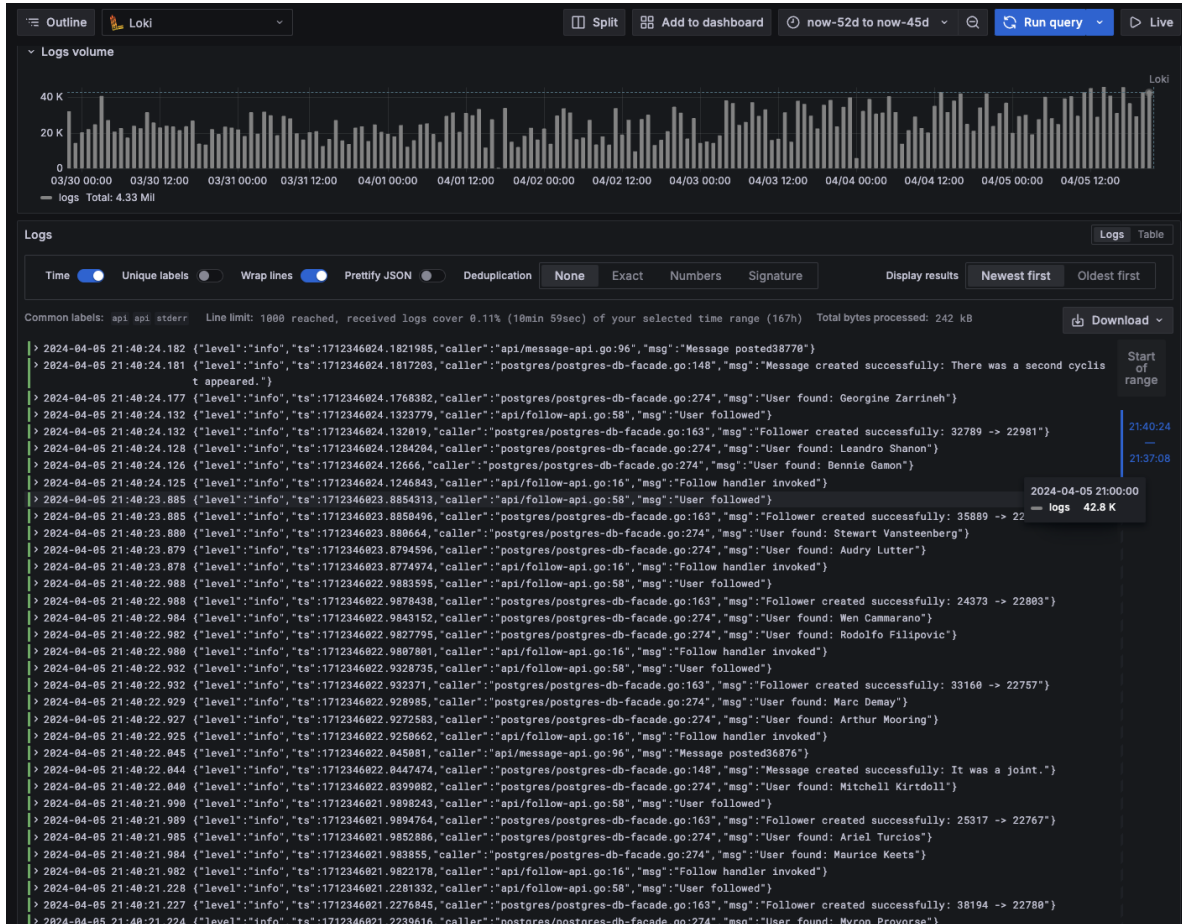 Outline Loki Split Add to dashboard now-52d to now-45d Run query Live
Logs volume
Loki
40 K
20 K
0
03/30 00:00 03/30 12:00 03/31 00:00 03/31 12:00 04/01 00:00 04/01 12:00 04/02 00:00 04/02 12:00 04/03 00:00 04/03 12:00 04/04 00:00 04/04 12:00 04/05 00:00 04/05 12:00
logs Total: 4.33 Mil
Logs
Logs Table
Time Unique labels Wrap lines Prettify JSON Deduplication None Exact Numbers Signature Display results Newest first Oldest first
Common labels: api api stderr Line limit: 1000 reached, received logs cover 0.11% (10min 59sec) of your selected time range (167h) Total bytes processed: 242 kB
Download
Start
of
range
21:40:24
—
21:37:08
2024-04-05 21:00:00
logs 42.8 K
> 2024-04-05 21:40:24.182 {"level":"info","ts":1712346024.1821985,"caller":"api/message-api.go:96","msg":"Message posted38770"}
> 2024-04-05 21:40:24.181 {"level":"info","ts":1712346024.1817203,"caller":"postgres/postgres-db-facade.go:148","msg":"Message created successfully: There was a second cyclis
t appeared."}
> 2024-04-05 21:40:24.177 {"level":"info","ts":1712346024.1768382,"caller":"postgres/postgres-db-facade.go:274","msg":"User found: Georgine Zarrineh"}
> 2024-04-05 21:40:24.132 {"level":"info","ts":1712346024.1323779,"caller":"api/follow-api.go:58","msg":"User followed"}
> 2024-04-05 21:40:24.132 {"level":"info","ts":1712346024.132019,"caller":"postgres/postgres-db-facade.go:163","msg":"Follower created successfully: 32789 -> 22981"}
> 2024-04-05 21:40:24.128 {"level":"info","ts":1712346024.1284204,"caller":"postgres/postgres-db-facade.go:274","msg":"User found: Leandro Shanon"}
> 2024-04-05 21:40:24.126 {"level":"info","ts":1712346024.12666,"caller":"postgres/postgres-db-facade.go:274","msg":"User found: Bennie Gamon"}
> 2024-04-05 21:40:24.125 {"level":"info","ts":1712346024.1246843,"caller":"api/follow-api.go:16","msg":"Follow handler invoked"}
> 2024-04-05 21:40:23.885 {"level":"info","ts":1712346023.8854313,"caller":"api/follow-api.go:58","msg":"User followed"}
> 2024-04-05 21:40:23.885 {"level":"info","ts":1712346023.8850496,"caller":"postgres/postgres-db-facade.go:163","msg":"Follower created successfully: 35889 -> 22
> 2024-04-05 21:40:23.880 {"level":"info","ts":1712346023.880664,"caller":"postgres/postgres-db-facade.go:274","msg":"User found: Stewart Vansteenberg"}
> 2024-04-05 21:40:23.879 {"level":"info","ts":1712346023.8794596,"caller":"postgres/postgres-db-facade.go:274","msg":"User found: Audry Lutter"}
> 2024-04-05 21:40:23.878 {"level":"info","ts":1712346023.8774974,"caller":"api/follow-api.go:16","msg":"Follow handler invoked"}
> 2024-04-05 21:40:22.988 {"level":"info","ts":1712346022.9883595,"caller":"api/follow-api.go:58","msg":"User followed"}
> 2024-04-05 21:40:22.988 {"level":"info","ts":1712346022.9878438,"caller":"postgres/postgres-db-facade.go:163","msg":"Follower created successfully: 24373 -> 22803"}
> 2024-04-05 21:40:22.984 {"level":"info","ts":1712346022.9843152,"caller":"postgres/postgres-db-facade.go:274","msg":"User found: Wen Cammarano"}
> 2024-04-05 21:40:22.982 {"level":"info","ts":1712346022.9827795,"caller":"postgres/postgres-db-facade.go:274","msg":"User found: Rodolfo Filipovic"}
> 2024-04-05 21:40:22.980 {"level":"info","ts":1712346022.9807801,"caller":"api/follow-api.go:16","msg":"Follow handler invoked"}
> 2024-04-05 21:40:22.932 {"level":"info","ts":1712346022.9328735,"caller":"api/follow-api.go:58","msg":"User followed"}
> 2024-04-05 21:40:22.932 {"level":"info","ts":1712346022.932371,"caller":"postgres/postgres-db-facade.go:163","msg":"Follower created successfully: 33160 -> 22757"}
> 2024-04-05 21:40:22.929 {"level":"info","ts":1712346022.928985,"caller":"postgres/postgres-db-facade.go:274","msg":"User found: Marc Demay"}
> 2024-04-05 21:40:22.927 {"level":"info","ts":1712346022.9272583,"caller":"postgres/postgres-db-facade.go:274","msg":"User found: Arthur Mooring"}
> 2024-04-05 21:40:22.925 {"level":"info","ts":1712346022.9250662,"caller":"api/follow-api.go:16","msg":"Follow handler invoked"}
> 2024-04-05 21:40:22.045 {"level":"info","ts":1712346022.045081,"caller":"api/message-api.go:96","msg":"Message posted36876"}
> 2024-04-05 21:40:22.044 {"level":"info","ts":1712346022.0447474,"caller":"postgres/postgres-db-facade.go:148","msg":"Message created successfully: It was a joint."}
> 2024-04-05 21:40:22.040 {"level":"info","ts":1712346022.0399082,"caller":"postgres/postgres-db-facade.go:274","msg":"User found: Mitchell Kirtdoll"}
> 2024-04-05 21:40:21.990 {"level":"info","ts":1712346021.9898243,"caller":"api/follow-api.go:58","msg":"User followed"}
> 2024-04-05 21:40:21.989 {"level":"info","ts":1712346021.9894764,"caller":"postgres/postgres-db-facade.go:163","msg":"Follower created successfully: 25317 -> 22767"}
> 2024-04-05 21:40:21.985 {"level":"info","ts":1712346021.9852886,"caller":"postgres/postgres-db-facade.go:274","msg":"User found: Ariel Turcios"}
> 2024-04-05 21:40:21.984 {"level":"info","ts":1712346021.983855,"caller":"postgres/postgres-db-facade.go:274","msg":"User found: Maurice Keets"}
> 2024-04-05 21:40:21.982 {"level":"info","ts":1712346021.9822178,"caller":"api/follow-api.go:16","msg":"Follow handler invoked"}
> 2024-04-05 21:40:21.228 {"level":"info","ts":1712346021.2281332,"caller":"api/follow-api.go:58","msg":"User followed"}
> 2024-04-05 21:40:21.227 {"level":"info","ts":1712346021.2276845,"caller":"postgres/postgres-db-facade.go:163","msg":"Follower created successfully: 38194 -> 22780"}
> 2024-04-05 21:40:21.224 {"level":"info","ts":1712346021.2239616,"caller":"postgres/postgres-db-facade.go:274","msg":"User found: Myron Provorse"}